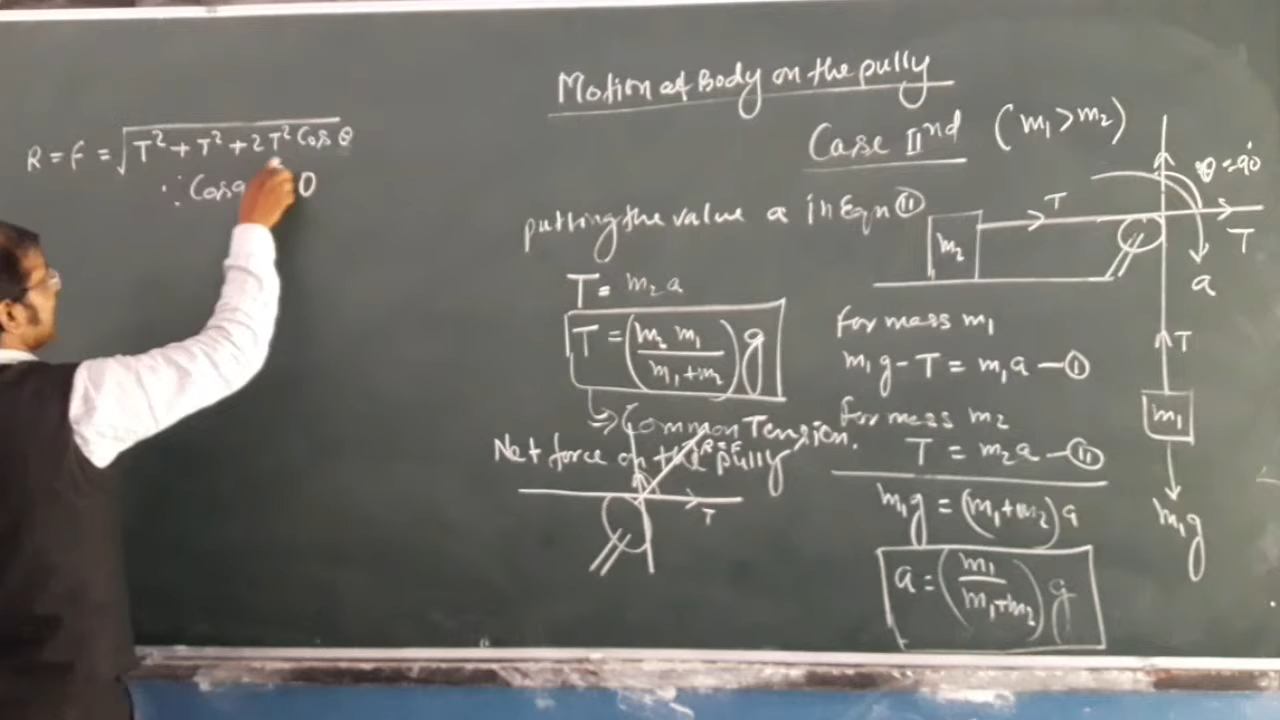 Motion of Body on the pully
Case IInd (m₁>m₂)
R = F = √T² + T² + 2T² Cos θ
∵ Cos 0
putting the value a in Eqn II
T = m₂a
T = (m₂ m₁ / m₁+m₂) g
→ Common Tension.
Net force on the pully
R = F
T
θ = 90
T
T
m₂
a
T
m₁
m₁g
for mass m₁
m₁g - T = m₁a — I
for mass m₂
T = m₂a — II
m₁g = (m₁+m₂)a
a = (m₁ / m₁+m₂) g